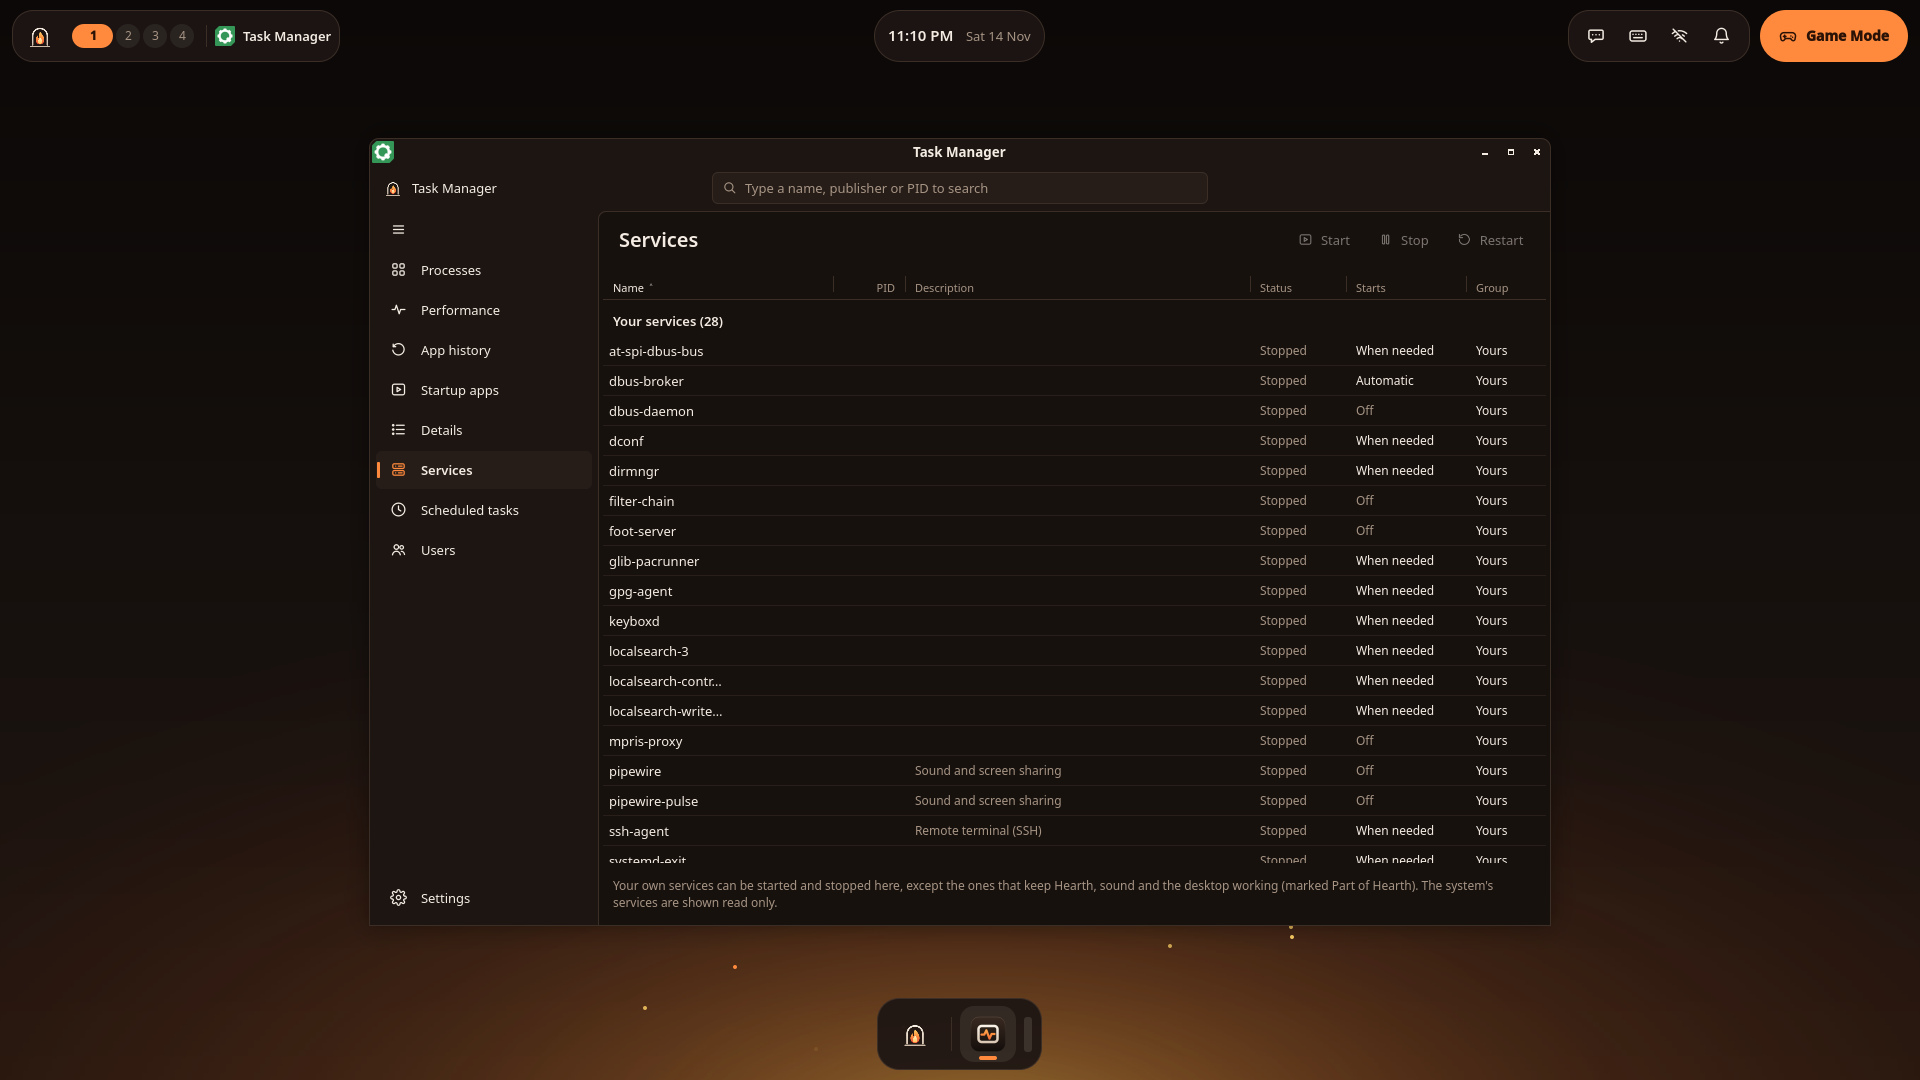 1 2 3 4 Task Manager
11:10 PM Sat 14 Nov
Game Mode
Task Manager
Task Manager
Type a name, publisher or PID to search
Processes
Performance
App history
Startup apps
Details
Services
Scheduled tasks
Users
Settings
Services
Start Stop Restart
Name PID Description Status Starts Group
Your services (28)
at-spi-dbus-bus Stopped When needed Yours
dbus-broker Stopped Automatic Yours
dbus-daemon Stopped Off Yours
dconf Stopped When needed Yours
dirmngr Stopped When needed Yours
filter-chain Stopped Off Yours
foot-server Stopped Off Yours
glib-pacrunner Stopped When needed Yours
gpg-agent Stopped When needed Yours
keyboxd Stopped When needed Yours
localsearch-3 Stopped When needed Yours
localsearch-contr... Stopped When needed Yours
localsearch-write... Stopped When needed Yours
mpris-proxy Stopped Off Yours
pipewire Sound and screen sharing Stopped Off Yours
pipewire-pulse Sound and screen sharing Stopped Off Yours
ssh-agent Remote terminal (SSH) Stopped When needed Yours
systemd-exit Stopped When needed Yours
Your own services can be started and stopped here, except the ones that keep Hearth, sound and the desktop working (marked Part of Hearth). The system's
services are shown read only.